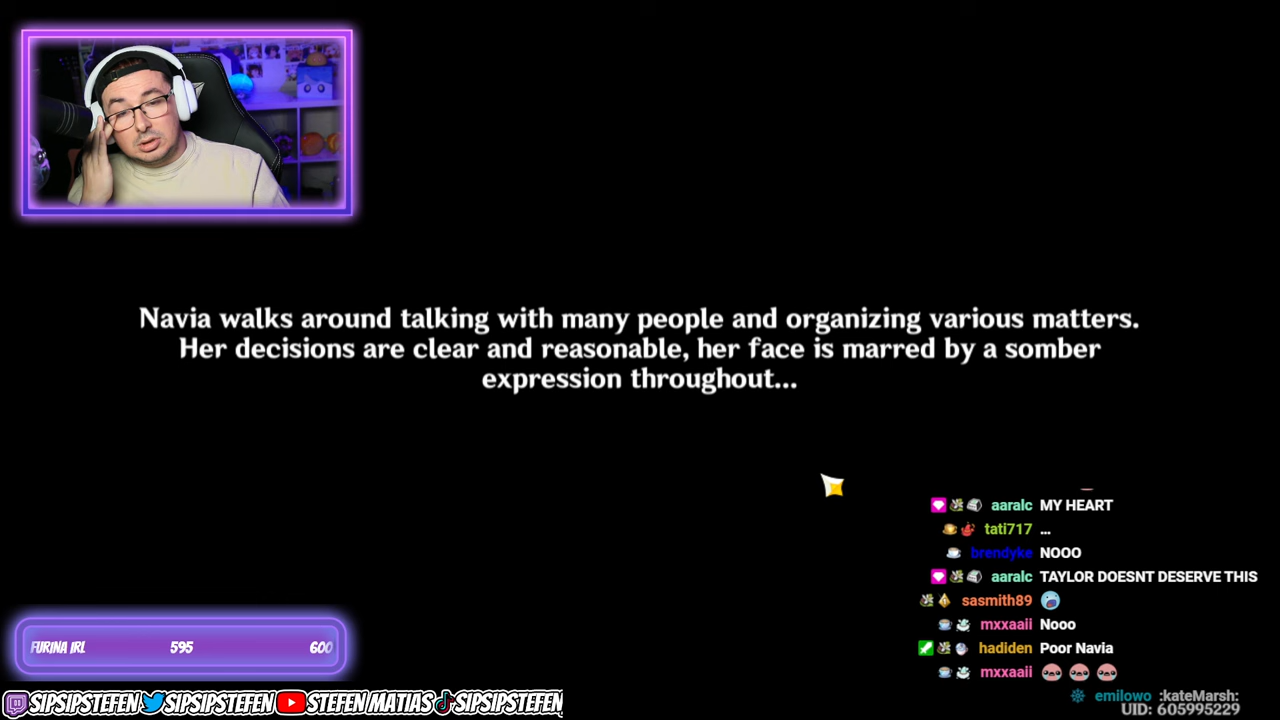 Navia walks around talking with many people and organizing various matters.
Her decisions are clear and reasonable, her face is marred by a somber
expression throughout...
aaralc MY HEART
tati717 ...
brendyke NOOO
aaralc TAYLOR DOESNT DESERVE THIS
sasmith89
mxxaaii Nooo
hadiden Poor Navia
mxxaaii
emilowo :kateMarsh:
UID: 605995229
FURINA IRL 595 600
SIPSIPSTEFEN SIPSIPSTEFEN STEFEN MATIAS SIPSIPSTEFEN